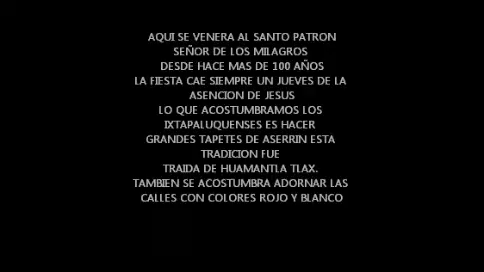 AQUI SE VENERA AL SANTO PATRON
SEÑOR DE LOS MILAGROS
DESDE HACE MAS DE 100 AÑOS
LA FIESTA CAE SIEMPRE UN JUEVES DE LA
ASENCION DE JESUS
LO QUE ACOSTUMBRAMOS LOS
IXTAPALUQUENSES ES HACER
GRANDES TAPETES DE ASERRIN ESTA
TRADICION FUE
TRAIDA DE HUAMANTLA TLAX.
TAMBIEN SE ACOSTUMBRA ADORNAR LAS
CALLES CON COLORES ROJO Y BLANCO